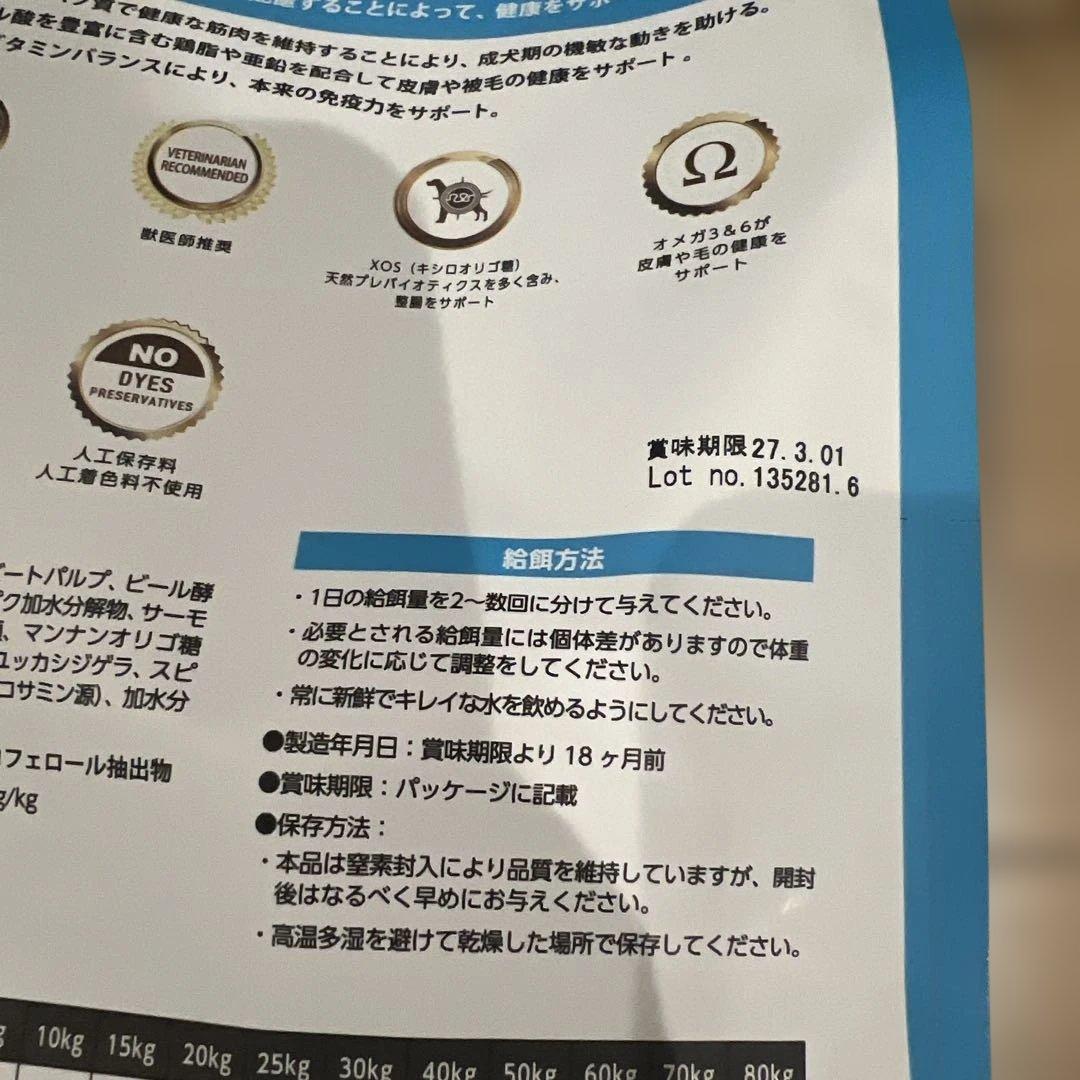 することによって、健康をサポ
質で健康な筋肉を維持することにより、成犬期の機敏な動きを助ける。
ル酸を豊富に含む鶏脂や亜鉛を配合して皮膚や被毛の健康をサポート。
タミンバランスにより、本来の免疫力をサポート。
VETERINARIAN
RECOMMENDED
獣医師推奨
XOS（キシロオリゴ糖）
天然プレバイオティクスを多く含み、
整腸をサポート
Ω
オメガ3&6が
皮膚や毛の健康を
サポート
NO
DYES
PRESERVATIVES
人工保存料
人工着色料不使用
賞味期限27.3.01
Lot no.135281.6
ートパルプ、ビール酵
ク加水分解物、サーモ
、マンナンオリゴ糖
ユッカシジゲラ、スピ
コサミン源)、加水分
フェロール抽出物
g/kg
給餌方法
・1日の給餌量を2〜数回に分けて与えてください。
・必要とされる給餌量には個体差がありますので体重
の変化に応じて調整をしてください。
・常に新鮮でキレイな水を飲めるようにしてください。
●製造年月日：賞味期限より 18 ヶ月前
●賞味期限：パッケージに記載
●保存方法：
・本品は窒素封入により品質を維持していますが、開封
後はなるべく早めにお与えください。
・高温多湿を避けて乾燥した場所で保存してください。
10kg 15kg 20kg 25kg 30kg 40kg 50kg 60kg 70kg 80kg